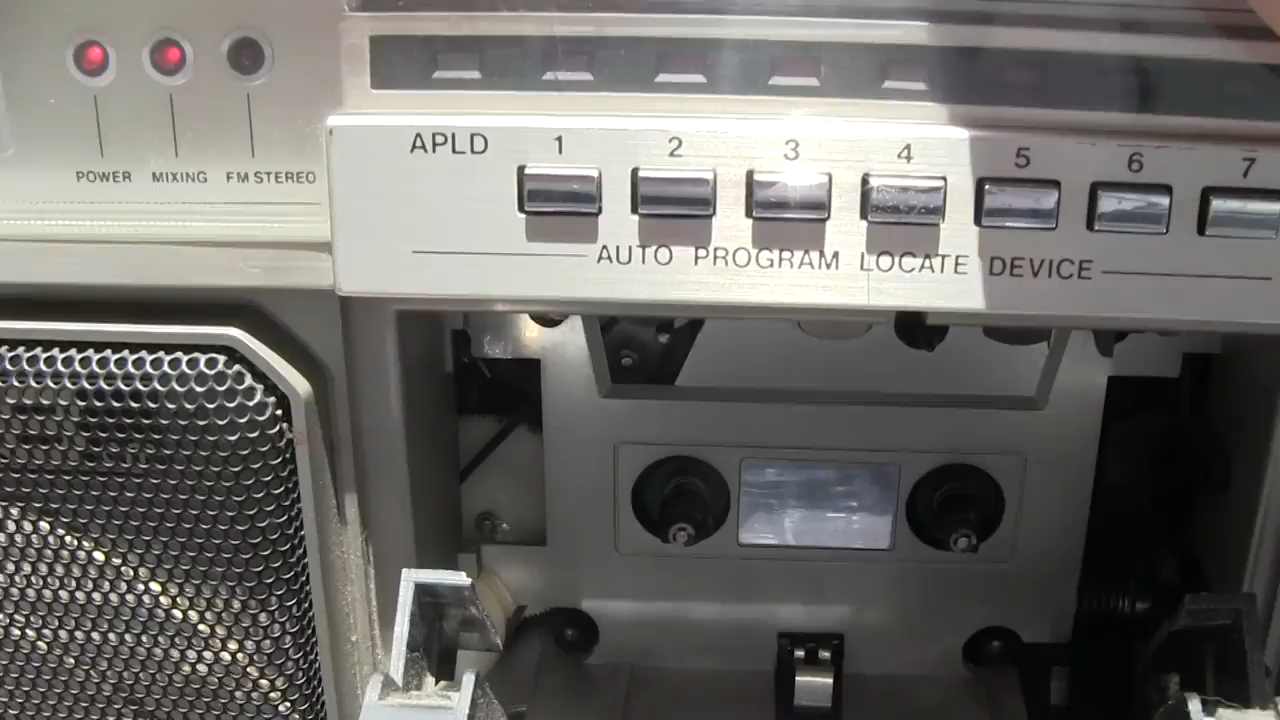 POWER MIXING FM STEREO
APLD 1 2 3 4 5 6 7
AUTO PROGRAM LOCATE DEVICE